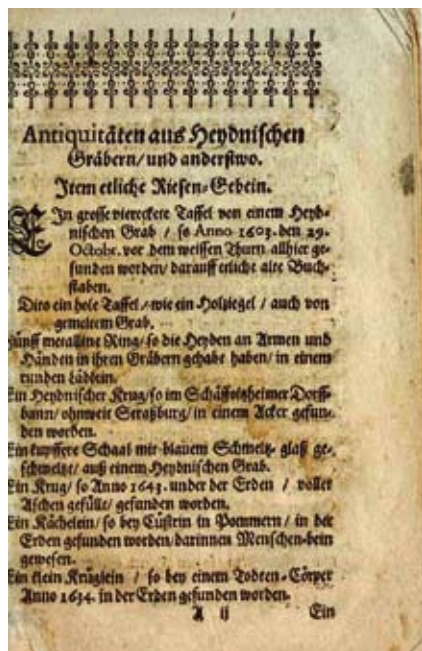 Antiquitäten aus Heydnischen
Gräbern/ und anderstwo.
Item etliche Riesen-Gebein.
EIn grosse viereckete Taffel von einem Heyd-
nischen Grab / so Anno 1603. den 29.
Octobr. vor dem weissen Thurn allhier ge-
funden worden/ darauff etliche alte Buch-
staben.
Dito ein hole Taffel/ wie ein Holziegel / auch von
gemeltem Grab.
Fünff metalline Ring/ so die Heyden an Armen und
Händen in ihren Gräbern gehabt haben/ in einem
runden Lädlein.
Ein Heydnischer Krug/ so im Schäffolzheimer Dorff-
bann/ ohnweit Straßburg/ in einem Acker gefun-
den worden.
Ein kupffere Schaal mit blauem Schmeltz-glaß ge-
schmeltzt/ auß einem Heydnischen Grab.
Ein Krug/ so Anno 1643. under der Erden / voller
Aschen gefüllt/ gefanden worden.
Ein Kächelein/ so bey Cüstrin in Pommern/ in der
Erden gefunden worden/ darinnen Menschen-bein
gewesen.
Ein klein Krüglein / so bey einem Todten-Cörper
Anno 1634. in der Erden gefunden worden.
A ij Ein